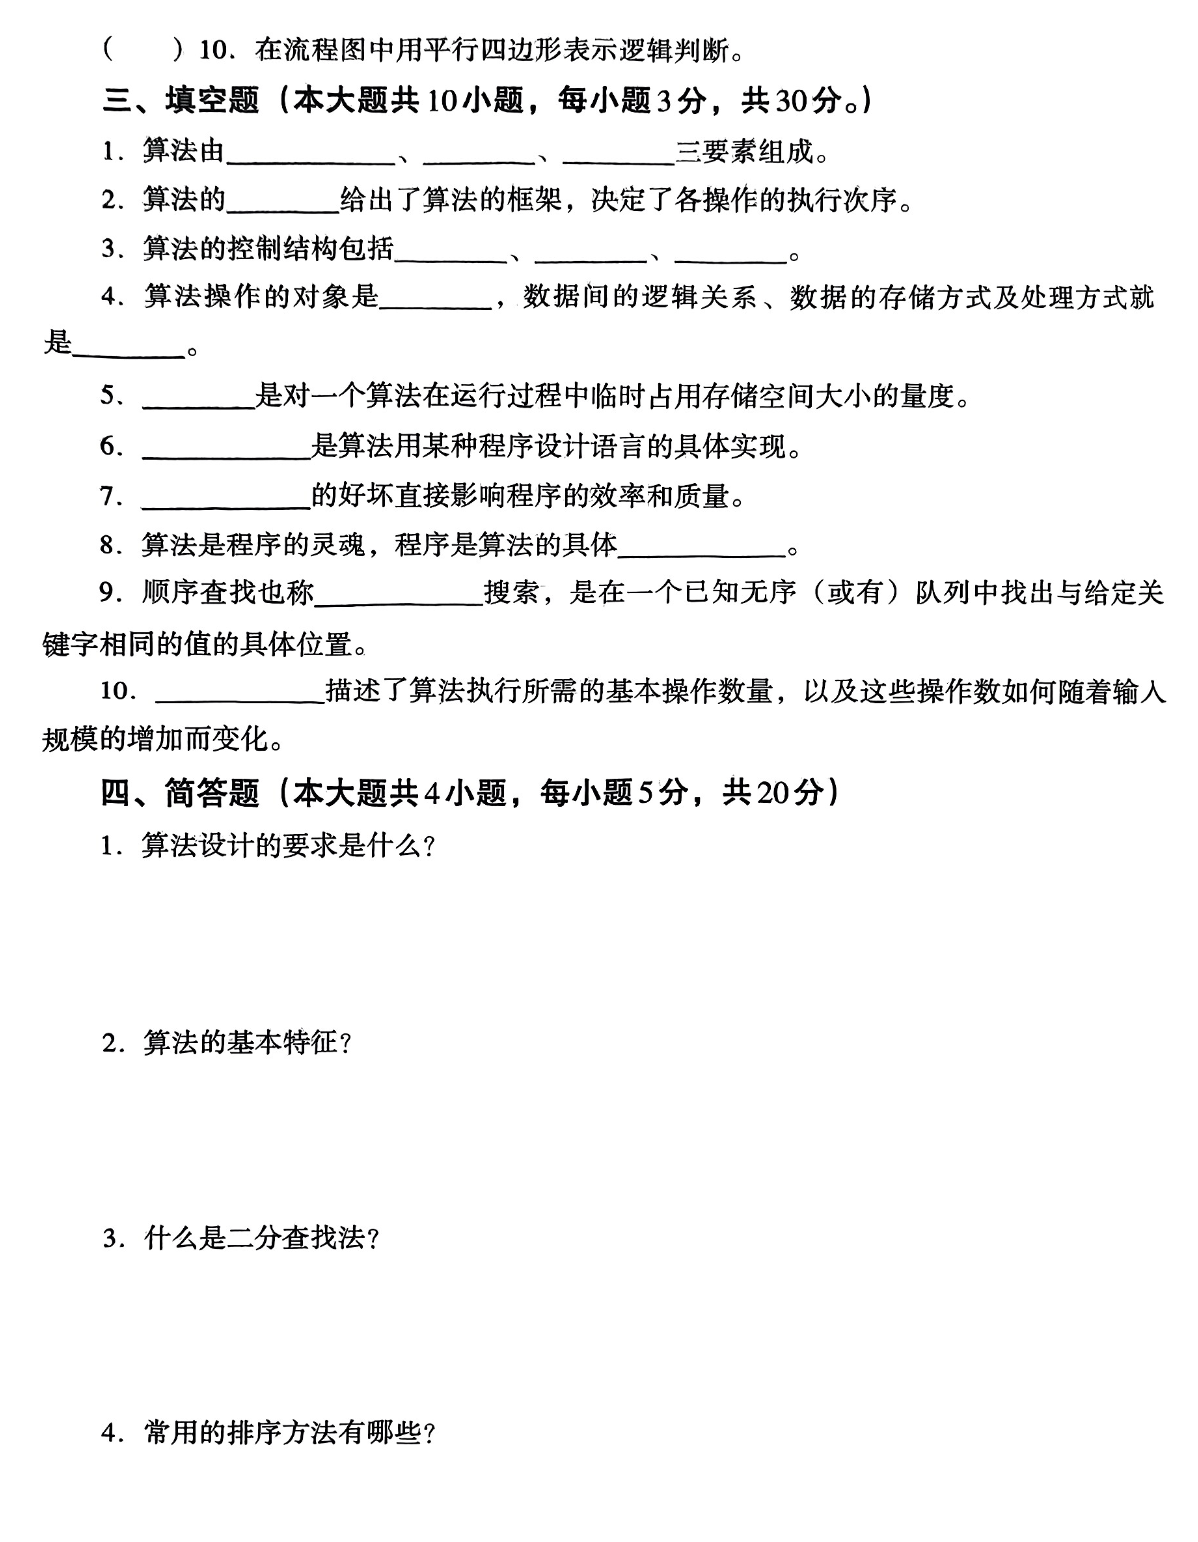 (　　) 10. 在流程图中用平行四边形表示逻辑判断。
三、填空题（本大题共10小题，每小题3分，共30分。）
1. 算法由____________、________、________三要素组成。
2. 算法的________给出了算法的框架，决定了各操作的执行次序。
3. 算法的控制结构包括________、________、________。
4. 算法操作的对象是________，数据间的逻辑关系、数据的存储方式及处理方式就
是________。
5. ________是对一个算法在运行过程中临时占用存储空间大小的量度。
6. ____________是算法用某种程序设计语言的具体实现。
7. ____________的好坏直接影响程序的效率和质量。
8. 算法是程序的灵魂，程序是算法的具体____________。
9. 顺序查找也称____________搜索，是在一个已知无序（或有）队列中找出与给定关
键字相同的值的具体位置。
10. ____________描述了算法执行所需的基本操作数量，以及这些操作数如何随着输入
规模的增加而变化。
四、简答题（本大题共4小题，每小题5分，共20分）
1. 算法设计的要求是什么？
2. 算法的基本特征？
3. 什么是二分查找法？
4. 常用的排序方法有哪些？